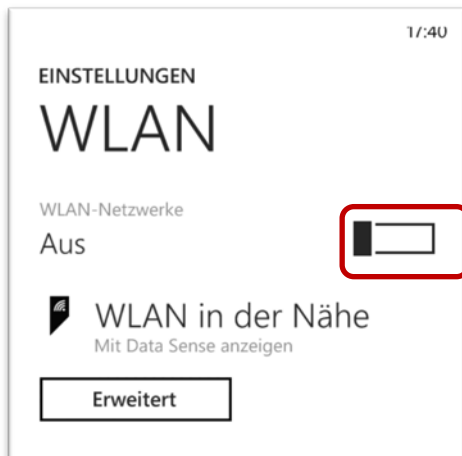 17:40
EINSTELLUNGEN
WLAN
WLAN-Netzwerke
Aus
WLAN in der Nähe
Mit Data Sense anzeigen
Erweitert